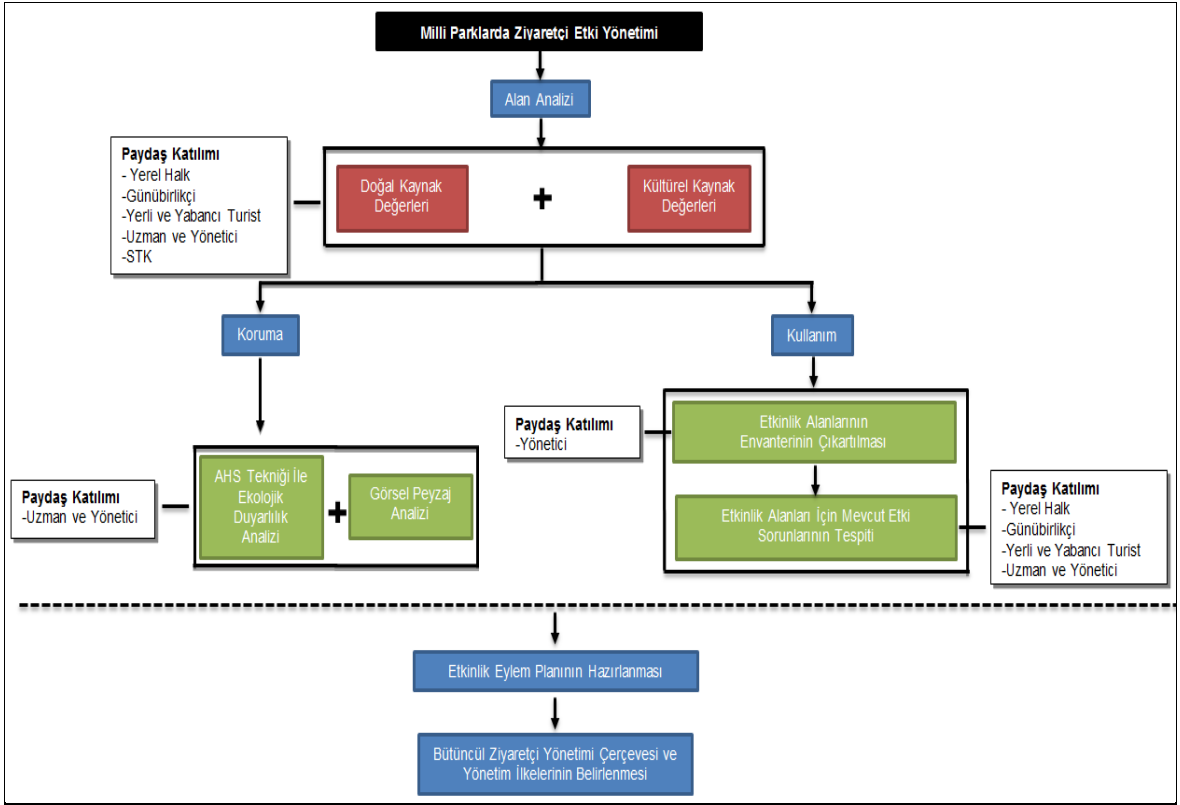 Milli Parklarda Ziyaretçi Etki Yönetimi
Alan Analizi
Paydaş Katılımı
- Yerel Halk
-Günübirlikçi
-Yerli ve Yabancı Turist
-Uzman ve Yönetici
-STK
Doğal Kaynak
Değerleri
+
Kültürel Kaynak
Değerleri
Koruma
Kullanım
Paydaş Katılımı
-Yönetici
Etkinlik Alanlarının
Envanterinin Çıkartılması
Paydaş Katılımı
-Uzman ve Yönetici
AHS Tekniği İle
Ekolojik
Duyarlılık
Analizi
+
Görsel Peyzaj
Analizi
Etkinlik Alanları İçin Mevcut Etki
Sorunlarının Tespiti
Paydaş Katılımı
- Yerel Halk
-Günübirlikçi
-Yerli ve Yabancı Turist
-Uzman ve Yönetici
Etkinlik Eylem Planının Hazırlanması
Bütüncül Ziyaretçi Yönetimi Çerçevesi ve
Yönetim İlkelerinin Belirlenmesi